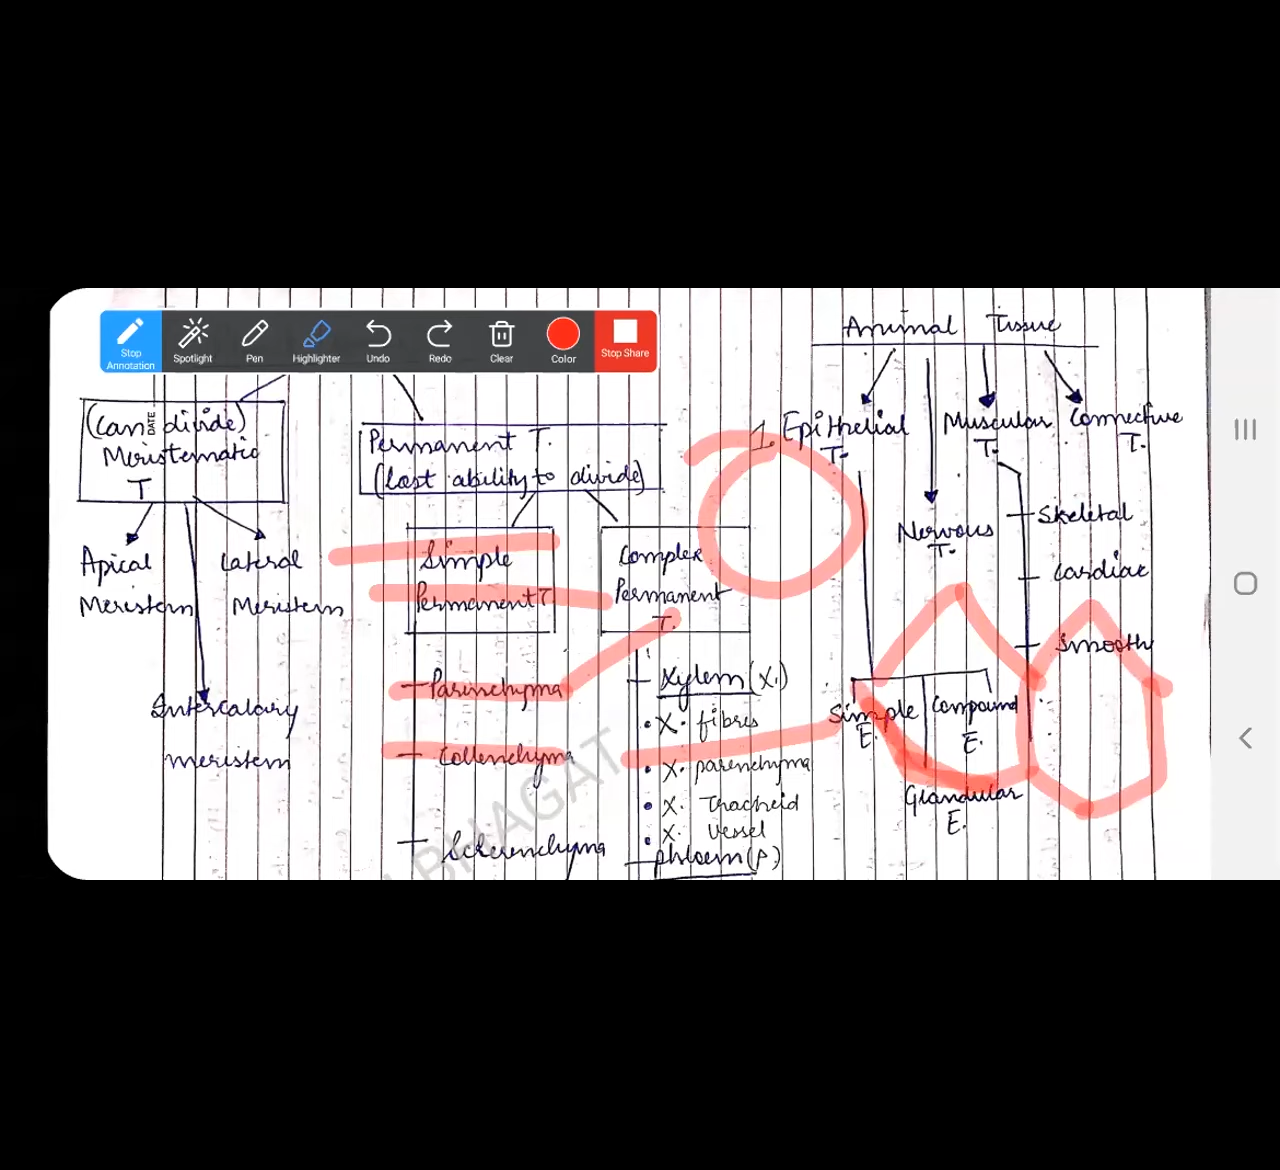 Stop Annotation
Spotlight
Pen
Highlighter
Undo
Redo
Clear
Color
Stop Share
DATE
(can divide)
Meristematic
T
Apical
Meristem
Lateral
Meristem
Intercalary
meristem
Permanent T.
(lost ability to divide)
Simple
Permanent T
Parenchyma
Collenchyma
Sclerenchyma
Complex
Permanent
T.
Xylem (X.)
• X. fibres
• X. parenchyma
• X. Tracheid
• X. vessel
phloem (P)
BHAGAT
Animal Tissue
1. Epithelial
T.
Muscular
T.
Connective
T.
Nervous
T.
Skeletal
Cardiac
Smooth
Simple
E.
Compound
E.
Glandular
E.